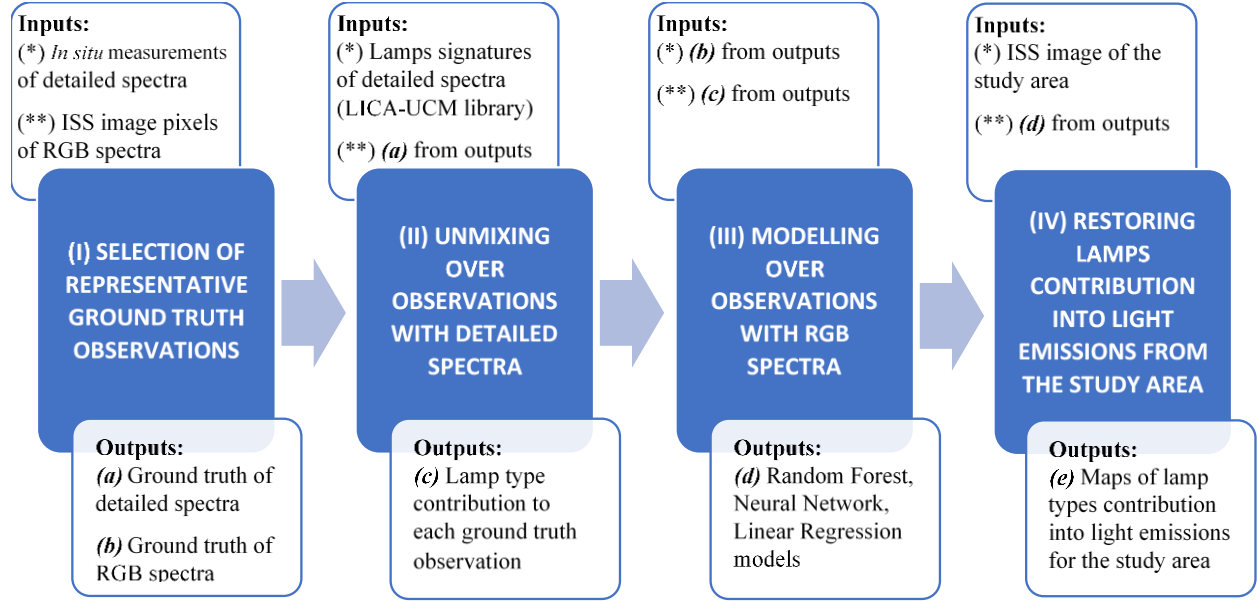 Inputs:
(*) In situ measurements
of detailed spectra
(**) ISS image pixels
of RGB spectra
(I) SELECTION OF
REPRESENTATIVE
GROUND TRUTH
OBSERVATIONS
Outputs:
(a) Ground truth of
detailed spectra
(b) Ground truth of
RGB spectra
Inputs:
(*) Lamps signatures
of detailed spectra
(LICA-UCM library)
(**) (a) from outputs
(II) UNMIXING
OVER
OBSERVATIONS
WITH DETAILED
SPECTRA
Outputs:
(c) Lamp type
contribution to
each ground truth
observation
Inputs:
(*) (b) from outputs
(**) (c) from outputs
(III) MODELLING
OVER
OBSERVATIONS
WITH RGB
SPECTRA
Outputs:
(d) Random Forest,
Neural Network,
Linear Regression
models
Inputs:
(*) ISS image of the
study area
(**) (d) from outputs
(IV) RESTORING
LAMPS
CONTRIBUTION
INTO LIGHT
EMISSIONS FROM
THE STUDY AREA
Outputs:
(e) Maps of lamp
types contribution
into light emissions
for the study area